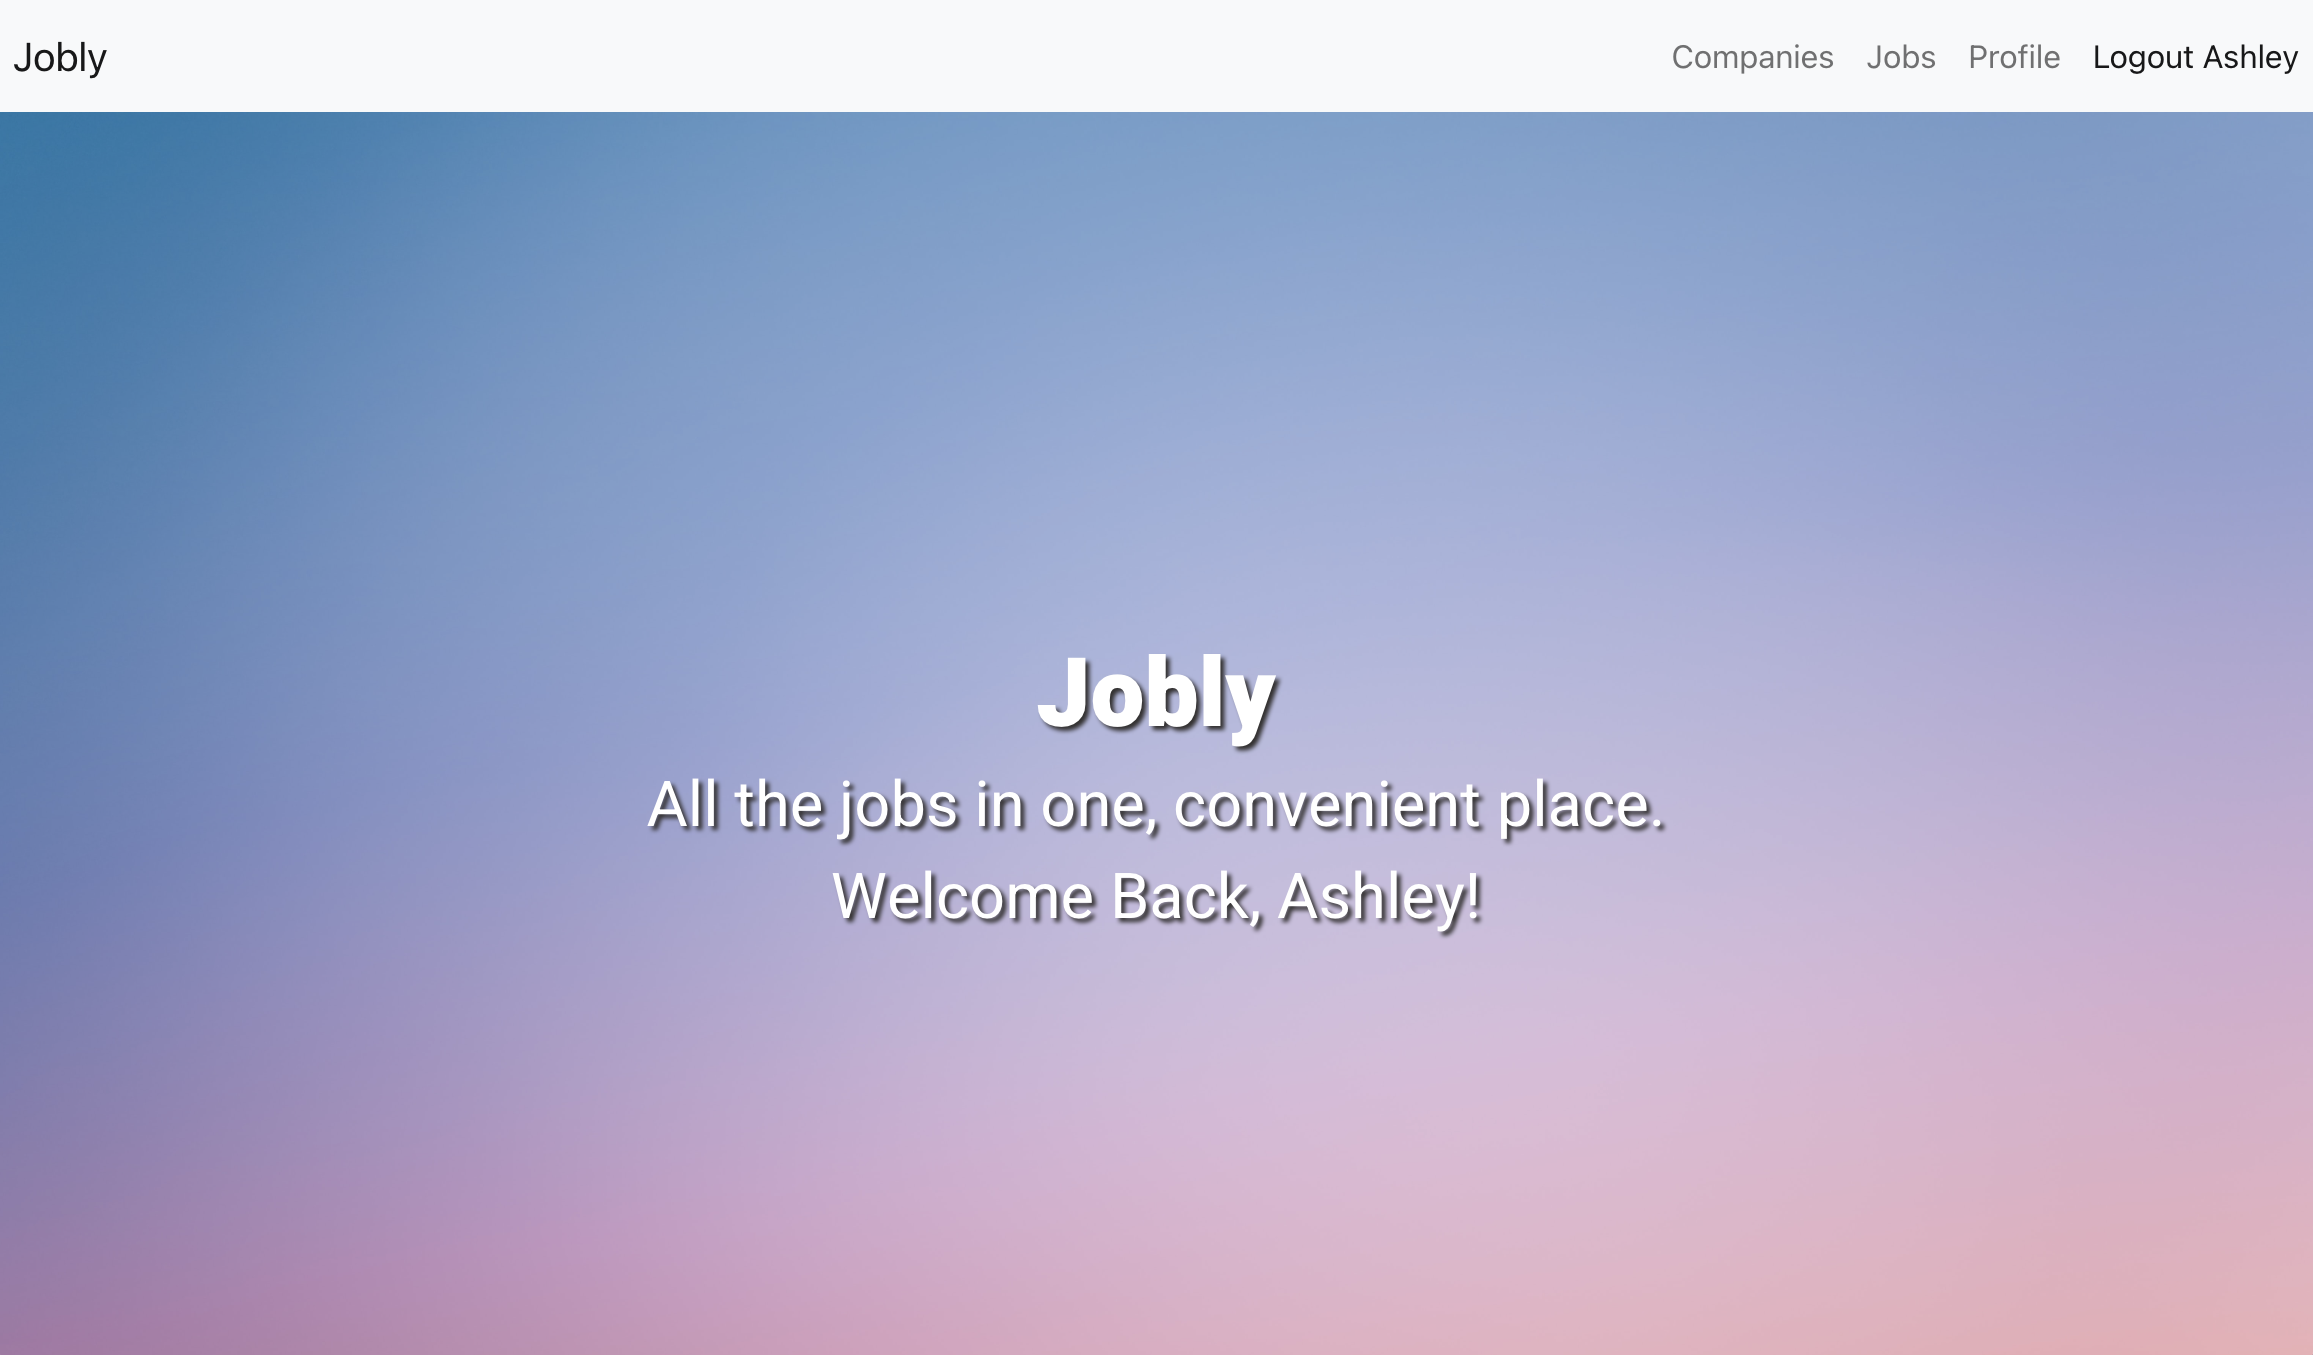 Jobly Companies Jobs Profile Logout Ashley
Jobly
All the jobs in one, convenient place.
Welcome Back, Ashley!